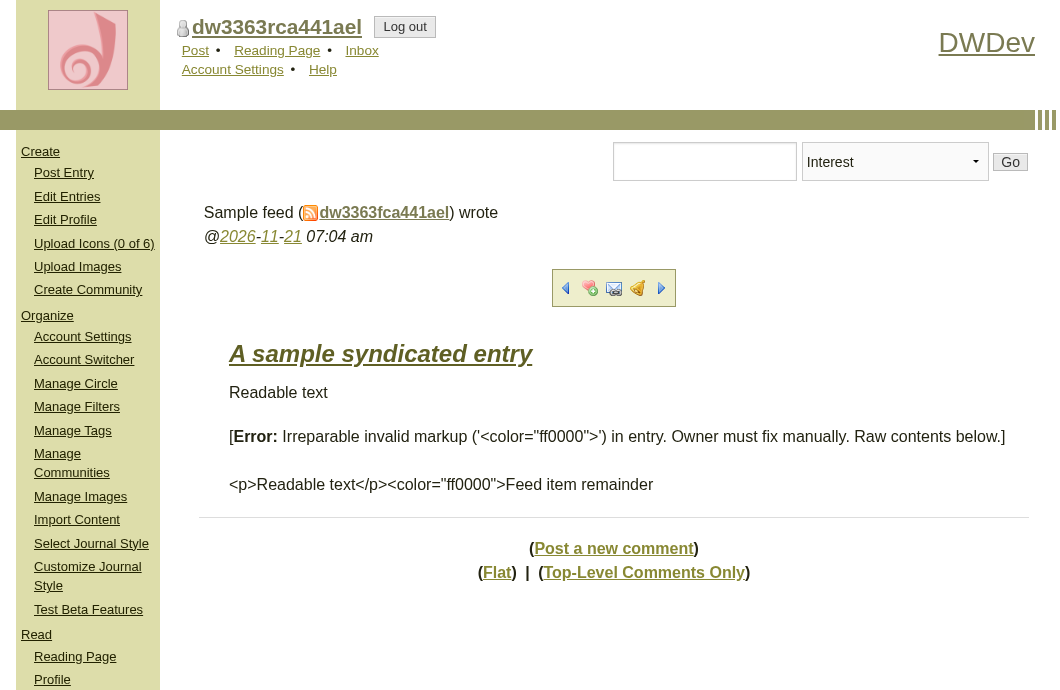 dw3363rca441ael Log out
Post • Reading Page • Inbox
Account Settings • Help
DWDev
Create
Post Entry
Edit Entries
Edit Profile
Upload Icons (0 of 6)
Upload Images
Create Community
Organize
Account Settings
Account Switcher
Manage Circle
Manage Filters
Manage Tags
Manage
Communities
Manage Images
Import Content
Select Journal Style
Customize Journal
Style
Test Beta Features
Read
Reading Page
Profile
Interest Go
Sample feed (dw3363fca441ael) wrote
@2026-11-21 07:04 am
A sample syndicated entry
Readable text
[Error: Irreparable invalid markup ('<color="ff0000">') in entry. Owner must fix manually. Raw contents below.]
<p>Readable text</p><color="ff0000">Feed item remainder
(Post a new comment)
(Flat) | (Top-Level Comments Only)